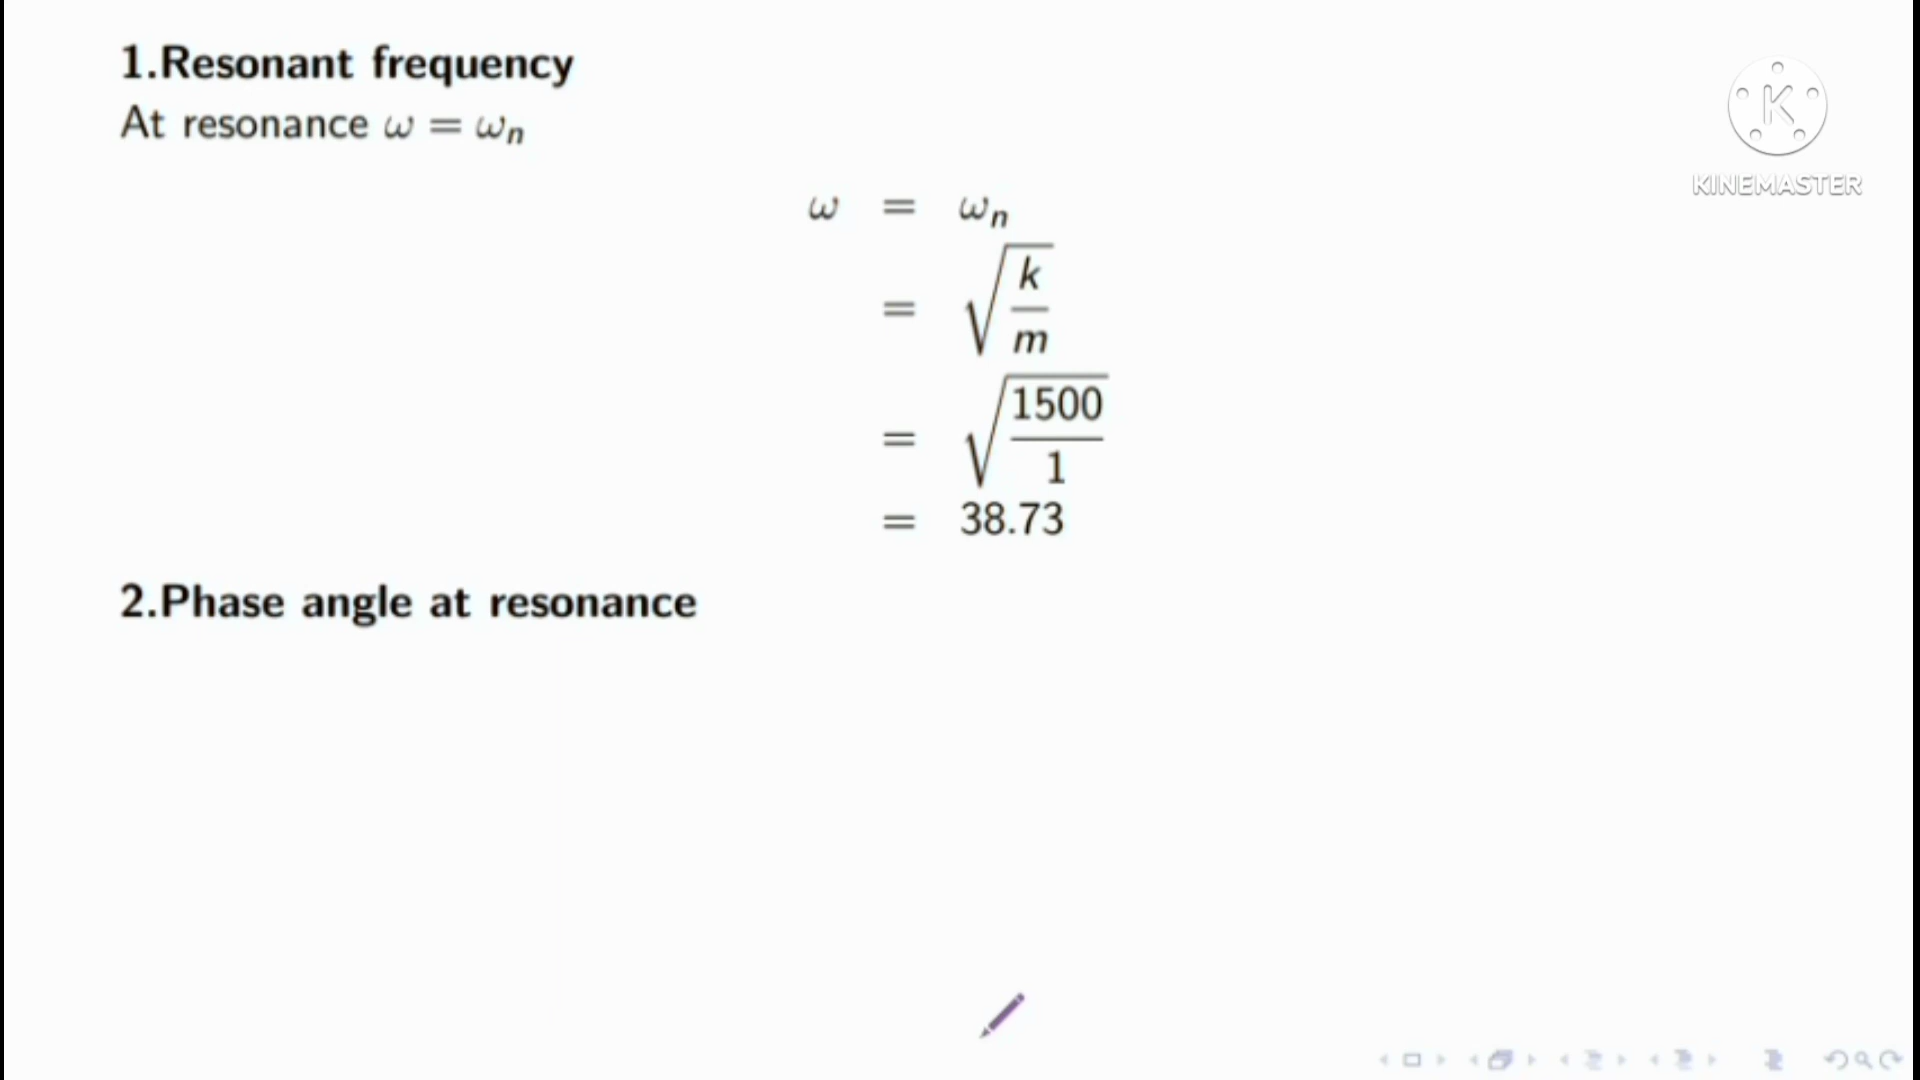 1.Resonant frequency
At resonance ω = ωₙ
ω = ωₙ
= √(k/m)
= √(1500/1)
= 38.73
2.Phase angle at resonance
K
KINEMASTER